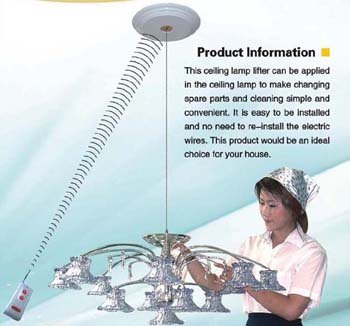 Product Information
This ceiling lamp lifter can be applied
in the ceiling lamp to make changing
spare parts and cleaning simple and
convenient. It is easy to be installed
and no need to re–install the electric
wires. This product would be an ideal
choice for your house.